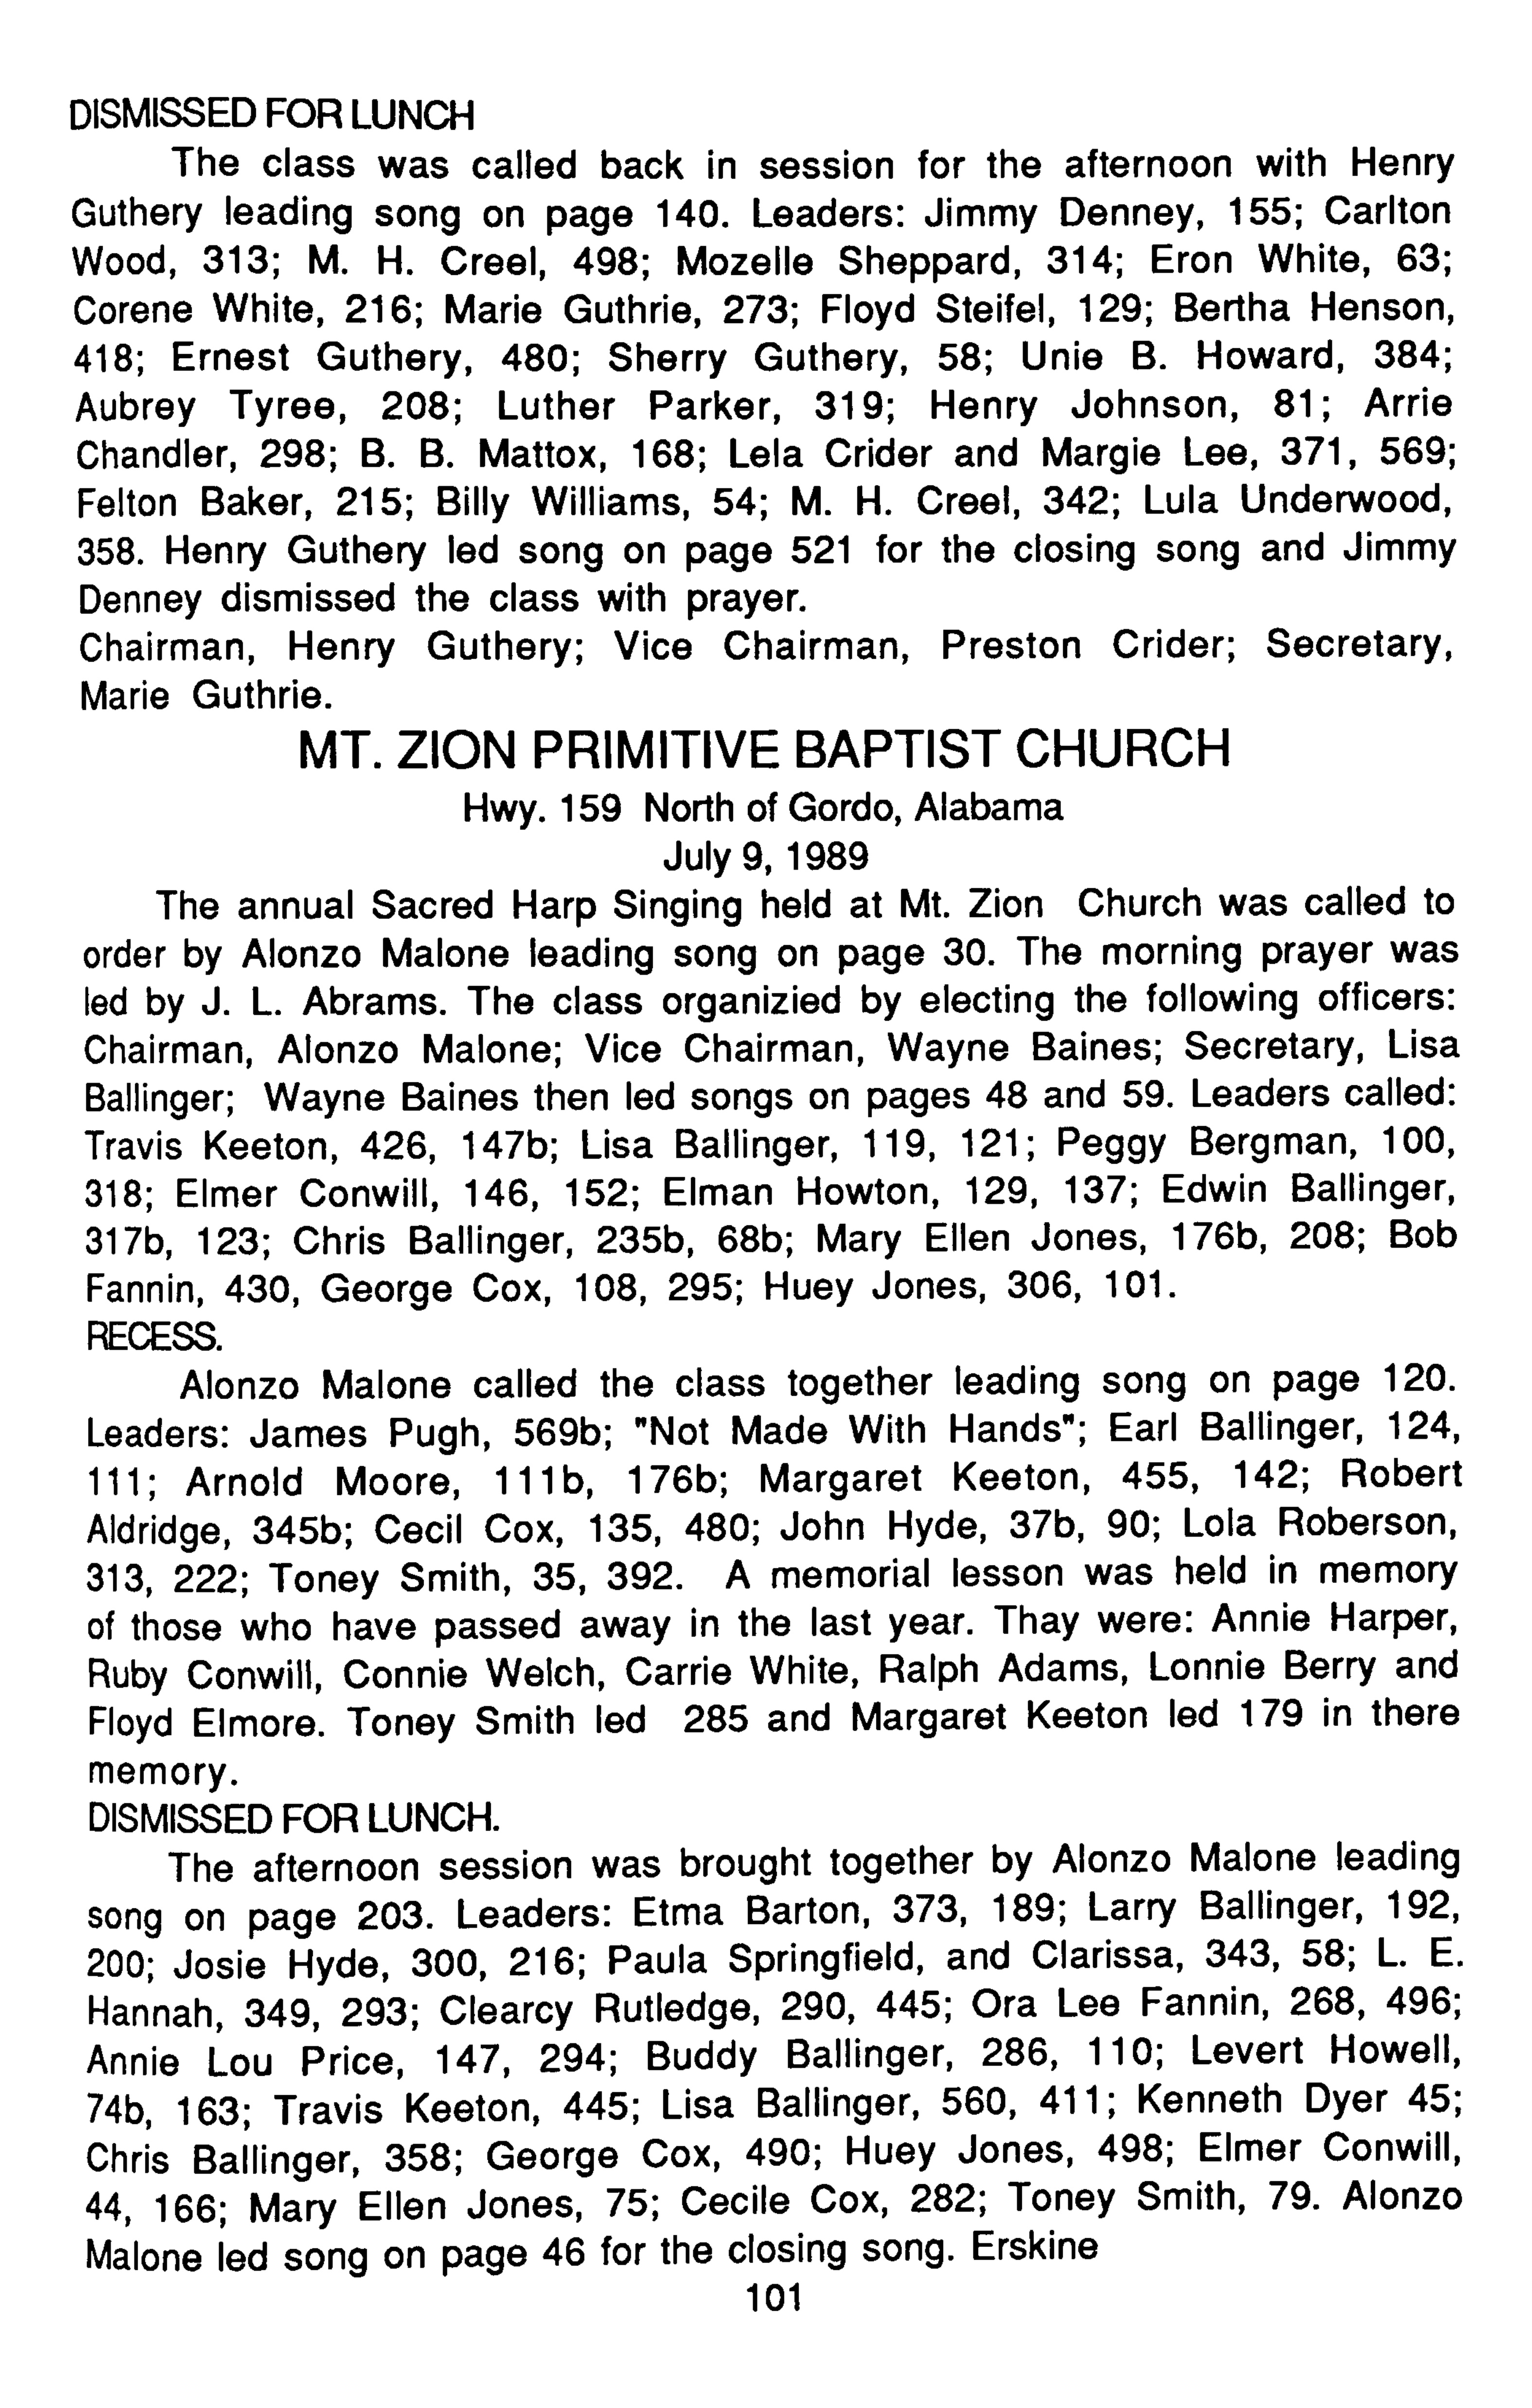 DISMISSED FOR LUNCH
The class was called back in session for the afternoon with Henry
Guthery leading song on page 140. Leaders: Jimmy Denney, 155; Carlton
Wood, 313; M. H. Creel, 498; Mozelle Sheppard, 314; Eron White, 63;
Corene White, 216; Marie Guthrie, 273; Floyd Steifel, 129; Bertha Henson,
418; Ernest Guthery, 480; Sherry Guthery, 58; Unie B. Howard, 384;
Aubrey Tyree, 208; Luther Parker, 319; Henry Johnson, 81; Arrie
Chandler, 298; B. B. Mattox, 168; Lela Crider and Margie Lee, 371, 569;
Felton Baker, 215; Billy Williams, 54; M. H. Creel, 342; Lula Underwood,
358. Henry Guthery led song on page 521 for the closing song and Jimmy
Denney dismissed the class with prayer.
Chairman, Henry Guthery; Vice Chairman, Preston Crider; Secretary,
Marie Guthrie.
MT. ZION PRIMITIVE BAPTIST CHURCH
Hwy. 159 North of Gordo, Alabama
July 9, 1989
The annual Sacred Harp Singing held at Mt. Zion Church was called to
order by Alonzo Malone leading song on page 30. The morning prayer was
led by J. L. Abrams. The class organizied by electing the following officers:
Chairman, Alonzo Malone; Vice Chairman, Wayne Baines; Secretary, Lisa
Ballinger; Wayne Baines then led songs on pages 48 and 59. Leaders called:
Travis Keeton, 426, 147b; Lisa Ballinger, 119, 121; Peggy Bergman, 100,
318; Elmer Conwill, 146, 152; Elman Howton, 129, 137; Edwin Ballinger,
317b, 123; Chris Ballinger, 235b, 68b; Mary Ellen Jones, 176b, 208; Bob
Fannin, 430, George Cox, 108, 295; Huey Jones, 306, 101.
RECESS.
Alonzo Malone called the class together leading song on page 120.
Leaders: James Pugh, 569b; "Not Made With Hands"; Earl Ballinger, 124,
111; Arnold Moore, 111b, 176b; Margaret Keeton, 455, 142; Robert
Aldridge, 345b; Cecil Cox, 135, 480; John Hyde, 37b, 90; Lola Roberson,
313, 222; Toney Smith, 35, 392. A memorial lesson was held in memory
of those who have passed away in the last year. Thay were: Annie Harper,
Ruby Conwill, Connie Welch, Carrie White, Ralph Adams, Lonnie Berry and
Floyd Elmore. Toney Smith led 285 and Margaret Keeton led 179 in there
memory.
DISMISSED FOR LUNCH.
The afternoon session was brought together by Alonzo Malone leading
song on page 203. Leaders: Etma Barton, 373, 189; Larry Ballinger, 192,
200; Josie Hyde, 300, 216; Paula Springfield, and Clarissa, 343, 58; L. E.
Hannah, 349, 293; Clearcy Rutledge, 290, 445; Ora Lee Fannin, 268, 496;
Annie Lou Price, 147, 294; Buddy Ballinger, 286, 110; Levert Howell,
74b, 163; Travis Keeton, 445; Lisa Ballinger, 560, 411; Kenneth Dyer 45;
Chris Ballinger, 358; George Cox, 490; Huey Jones, 498; Elmer Conwill,
44, 166; Mary Ellen Jones, 75; Cecile Cox, 282; Toney Smith, 79. Alonzo
Malone led song on page 46 for the closing song. Erskine
101